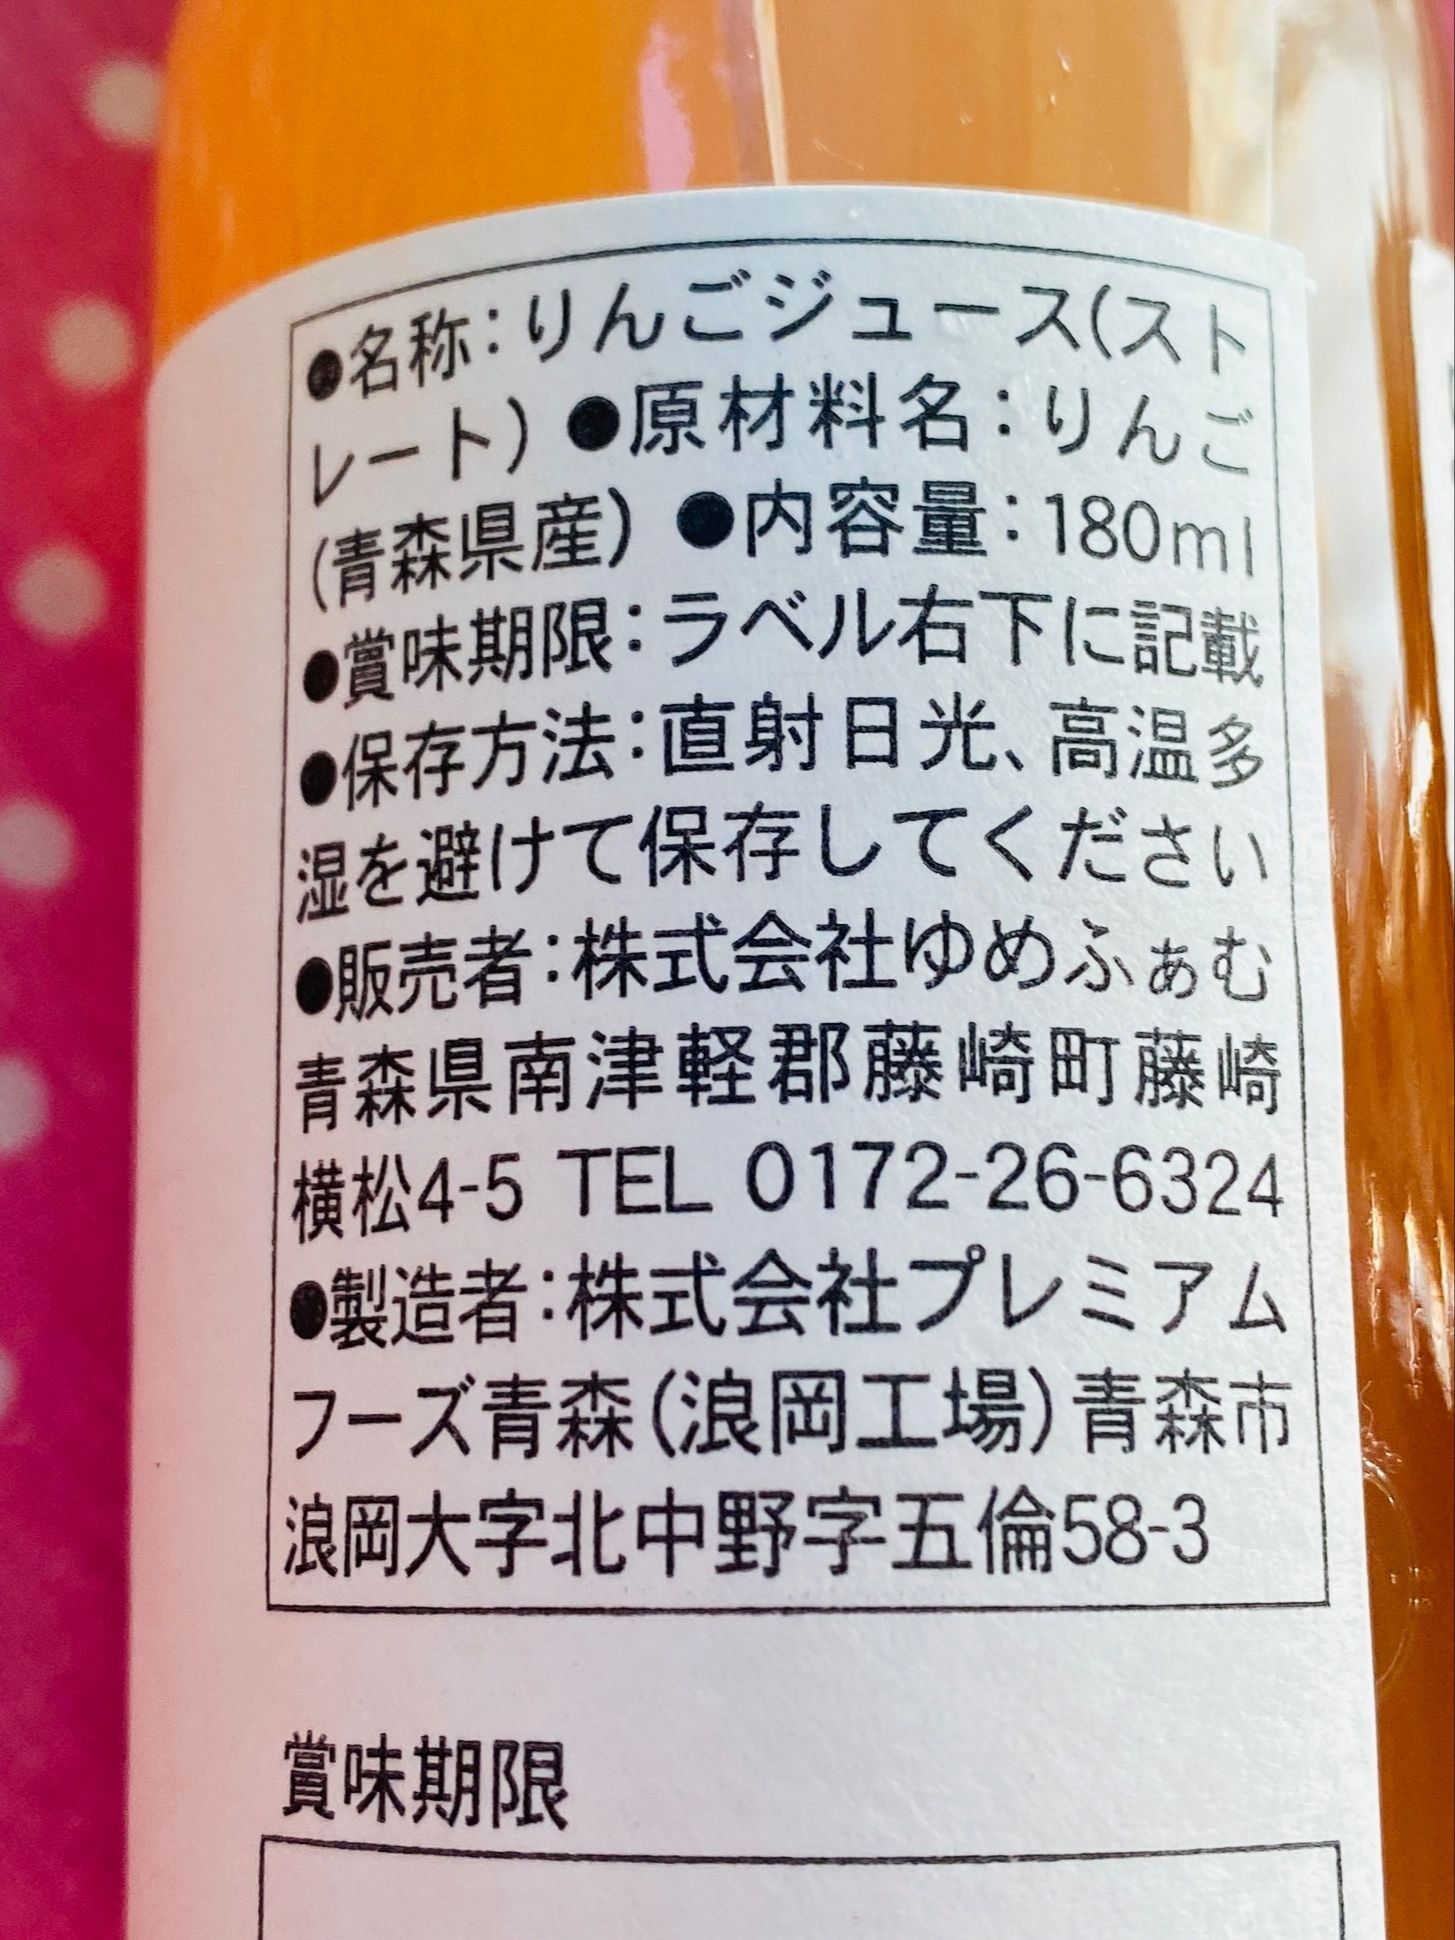 ●名称:りんごジュース(スト
レート) ●原材料名:りんご
(青森県産) ●内容量:180ml
●賞味期限:ラベル右下に記載
●保存方法:直射日光、高温多
湿を避けて保存してください
●販売者:株式会社ゆめふぁむ
青森県南津軽郡藤崎町藤崎
横松4-5 TEL 0172-26-6324
●製造者:株式会社プレミアム
フーズ青森(浪岡工場)青森市
浪岡大字北中野字五倫58-3
賞味期限